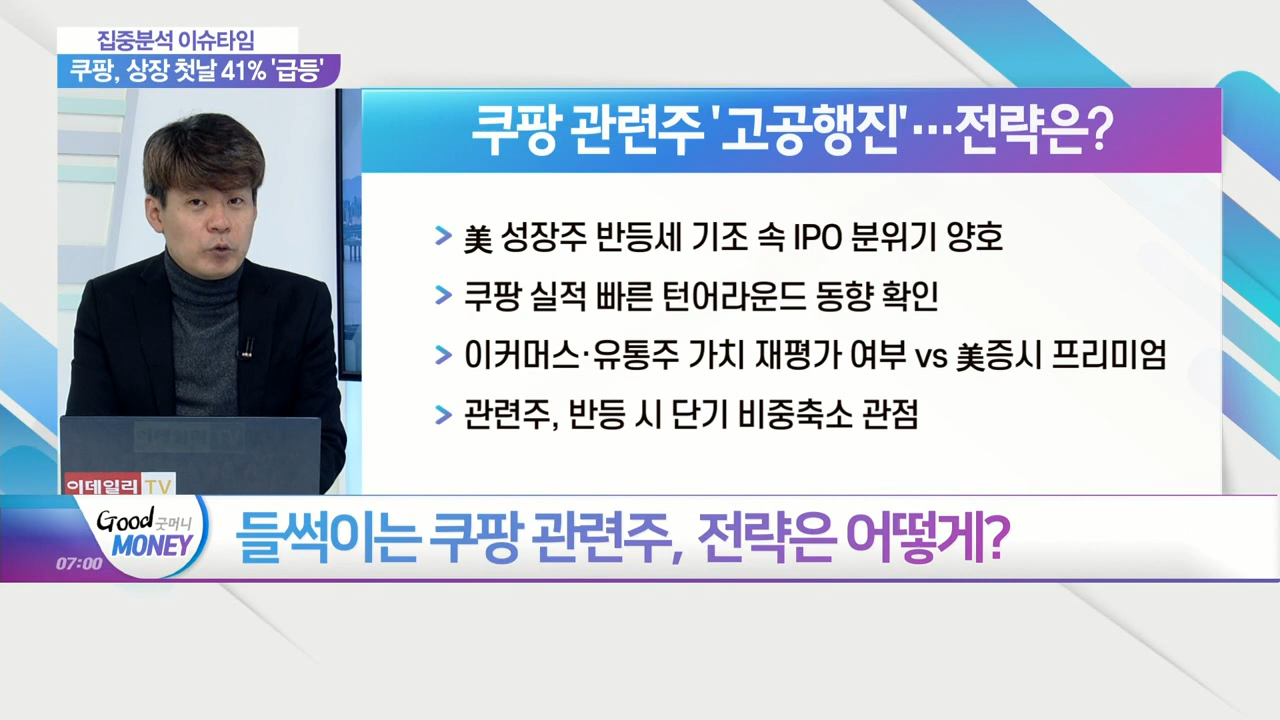 집중분석 이슈타임
쿠팡, 상장 첫날 41% '급등'
쿠팡 관련주 '고공행진'…전략은?
> 美 성장주 반등세 기조 속 IPO 분위기 양호
> 쿠팡 실적 빠른 턴어라운드 동향 확인
> 이커머스·유통주 가치 재평가 여부 vs 美증시 프리미엄
> 관련주, 반등 시 단기 비중축소 관점
이데일리 TV
Good 굿머니
MONEY
들썩이는 쿠팡 관련주, 전략은 어떻게?
07:00